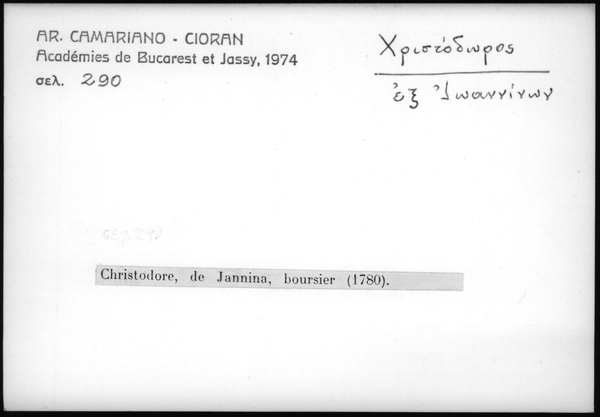 AR. CAMARIANO - CIORAN
Académies de Bucarest et Jassy, 1974
σελ. 290
Χριστόδωρος
ἐξ Ἰωαννίνων
Christodore, de Jannina, boursier (1780).